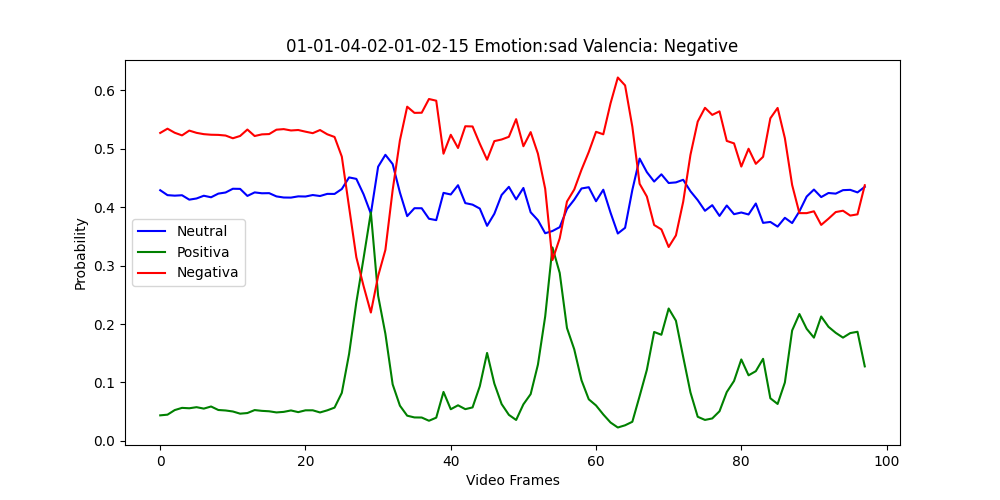 01-01-04-02-01-02-15 Emotion:sad Valencia: Negative
Probability
0.6
0.5
0.4
0.3
0.2
0.1
0.0
Neutral
Positiva
Negativa
0 20 40 60 80 100
Video Frames